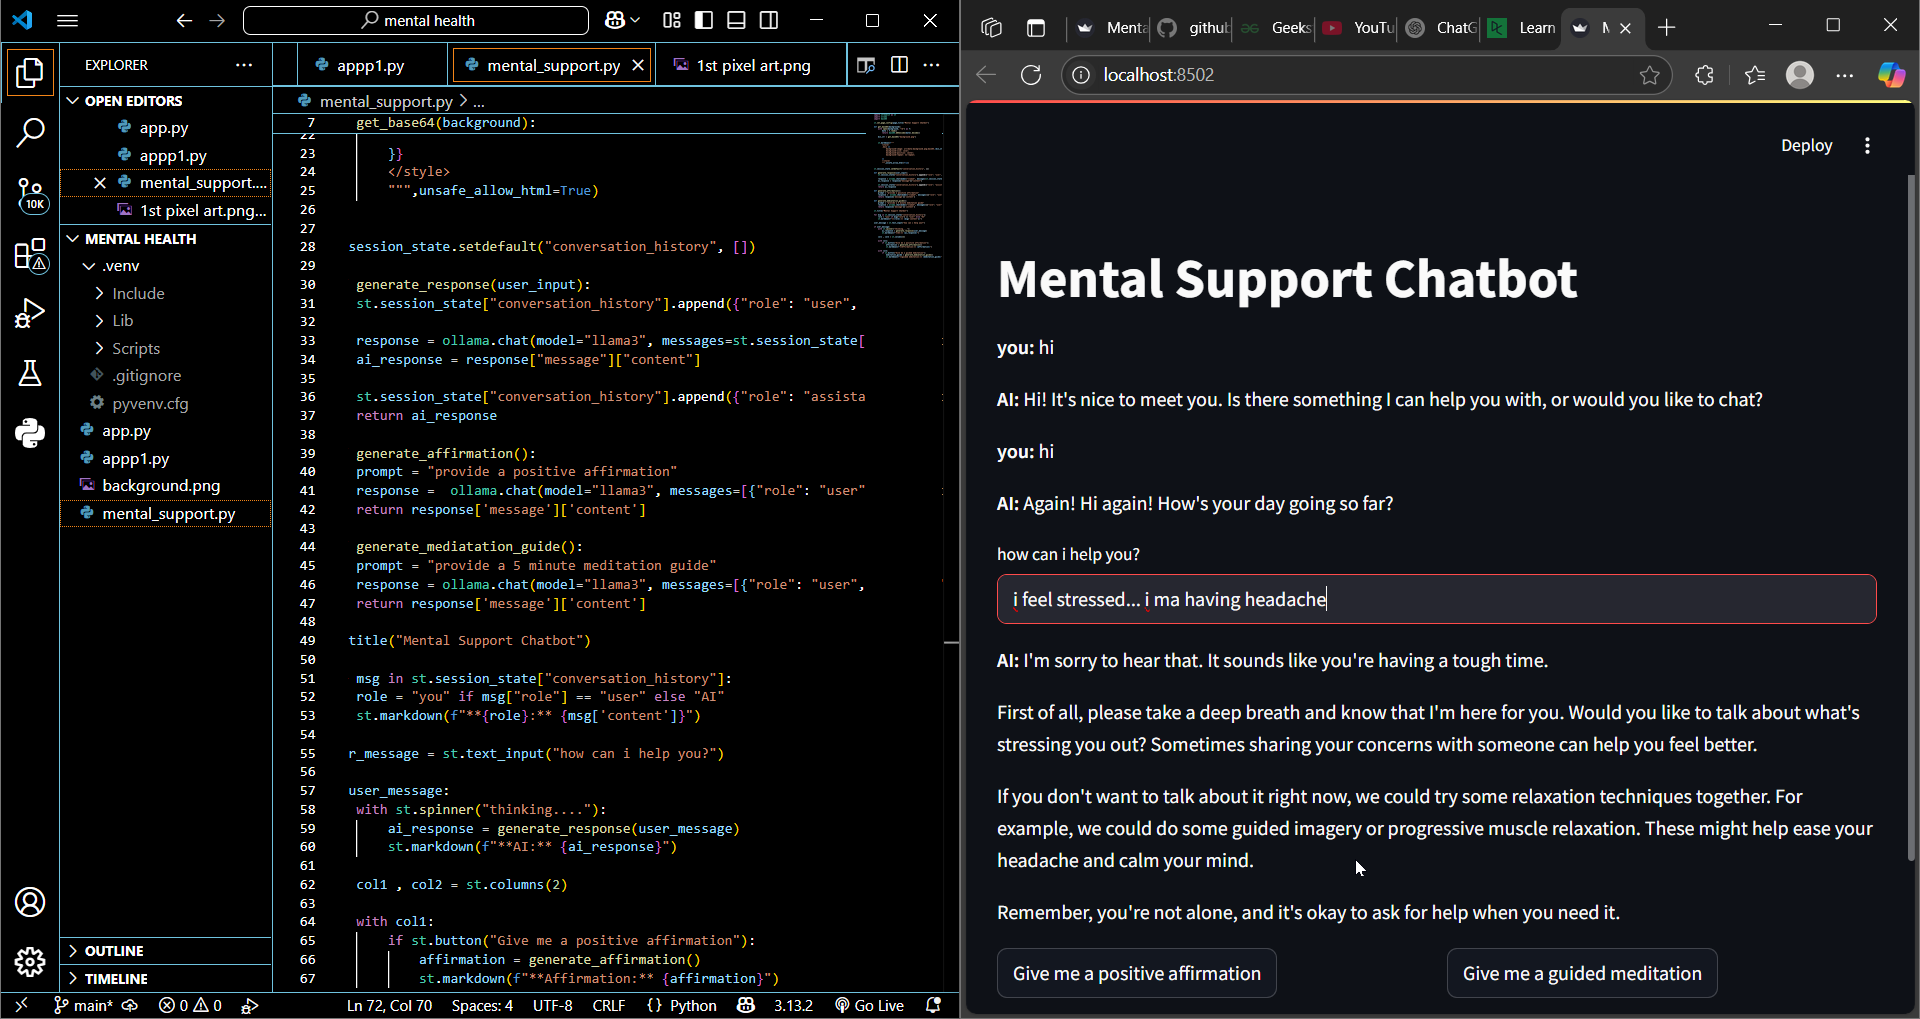 mental health
EXPLORER
OPEN EDITORS
app.py
appp1.py
mental_support....
1st pixel art.png...
MENTAL HEALTH
.venv
Include
Lib
Scripts
.gitignore
pyvenv.cfg
app.py
appp1.py
background.png
mental_support.py
OUTLINE
TIMELINE
10K
appp1.py
mental_support.py
1st pixel art.png
mental_support.py > ...
7 get_base64(background):
22
23 }}
24 </style>
25 """,unsafe_allow_html=True)
26
27
28 session_state.setdefault("conversation_history", [])
29
30 generate_response(user_input):
31 st.session_state["conversation_history"].append({"role": "user",
32
33 response = ollama.chat(model="llama3", messages=st.session_state[
34 ai_response = response["message"]["content"]
35
36 st.session_state["conversation_history"].append({"role": "assista
37 return ai_response
38
39 generate_affirmation():
40 prompt = "provide a positive affirmation"
41 response =  ollama.chat(model="llama3", messages=[{"role": "user"
42 return response['message']['content']
43
44 generate_mediatation_guide():
45 prompt = "provide a 5 minute meditation guide"
46 response = ollama.chat(model="llama3", messages=[{"role": "user",
47 return response['message']['content']
48
49 title("Mental Support Chatbot")
50
51 msg in st.session_state["conversation_history"]:
52 role = "you" if msg["role"] == "user" else "AI"
53 st.markdown(f"**{role}:** {msg['content']}")
54
55 r_message = st.text_input("how can i help you?")
56
57 user_message:
58 with st.spinner("thinking...."):
59 ai_response = generate_response(user_message)
60 st.markdown(f"**AI:** {ai_response}")
61
62 col1 , col2 = st.columns(2)
63
64 with col1:
65 if st.button("Give me a positive affirmation"):
66 affirmation = generate_affirmation()
67 st.markdown(f"**Affirmation:** {affirmation}")
main* 0 0 Ln 72, Col 70 Spaces: 4 UTF-8 CRLF {} Python 3.13.2 Go Live
Menta github Geeks YouTu ChatG Learn M
localhost:8502
Deploy
Mental Support Chatbot
you: hi
AI: Hi! It's nice to meet you. Is there something I can help you with, or would you like to chat?
you: hi
AI: Again! Hi again! How's your day going so far?
how can i help you?
i feel stressed... i ma having headache
AI: I'm sorry to hear that. It sounds like you're having a tough time.
First of all, please take a deep breath and know that I'm here for you. Would you like to talk about what's
stressing you out? Sometimes sharing your concerns with someone can help you feel better.
If you don't want to talk about it right now, we could try some relaxation techniques together. For
example, we could do some guided imagery or progressive muscle relaxation. These might help ease your
headache and calm your mind.
Remember, you're not alone, and it's okay to ask for help when you need it.
Give me a positive affirmation
Give me a guided meditation